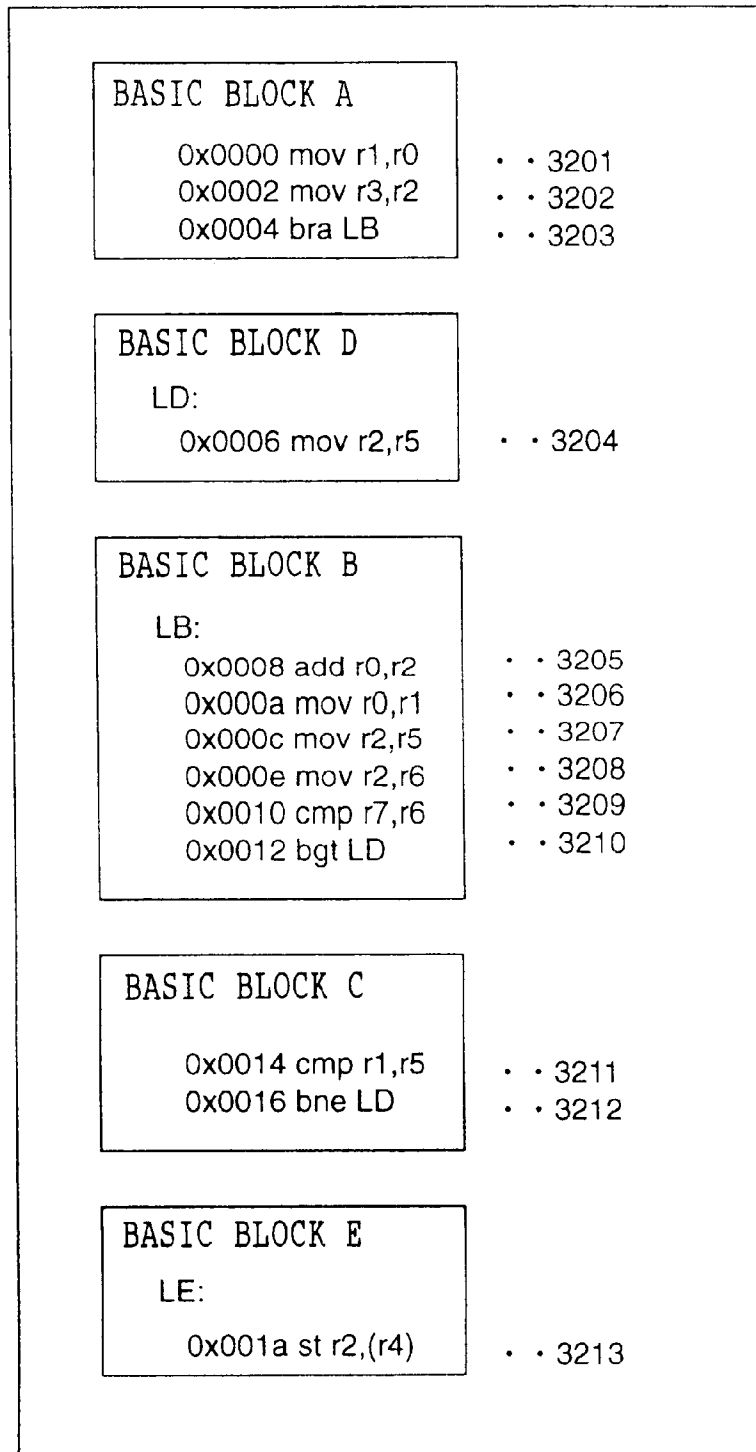 BASIC BLOCK A
0x0000 mov r1,r0 · · 3201
0x0002 mov r3,r2 · · 3202
0x0004 bra LB · · 3203
BASIC BLOCK D
LD:
0x0006 mov r2,r5 · · 3204
BASIC BLOCK B
LB:
0x0008 add r0,r2 · · 3205
0x000a mov r0,r1 · · 3206
0x000c mov r2,r5 · · 3207
0x000e mov r2,r6 · · 3208
0x0010 cmp r7,r6 · · 3209
0x0012 bgt LD · · 3210
BASIC BLOCK C
0x0014 cmp r1,r5 · · 3211
0x0016 bne LD · · 3212
BASIC BLOCK E
LE:
0x001a st r2,(r4) · · 3213